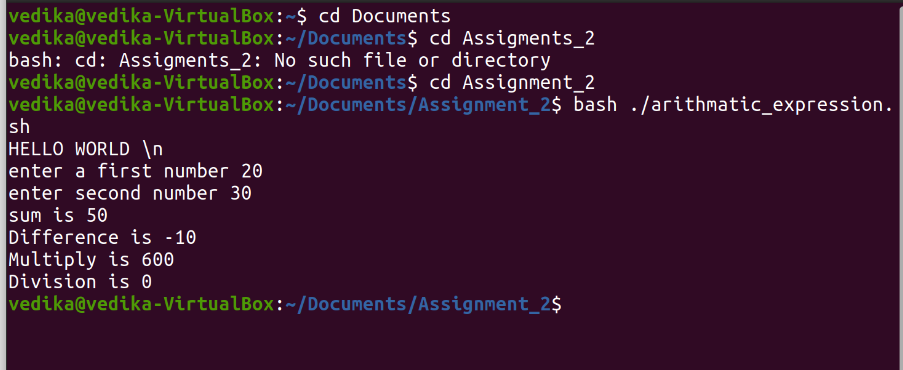 vedika@vedika-VirtualBox:~$ cd Documents
vedika@vedika-VirtualBox:~/Documents$ cd Assigments_2
bash: cd: Assigments_2: No such file or directory
vedika@vedika-VirtualBox:~/Documents$ cd Assignment_2
vedika@vedika-VirtualBox:~/Documents/Assignment_2$ bash ./arithmatic_expression.
sh
HELLO WORLD \n
enter a first number 20
enter second number 30
sum is 50
Difference is -10
Multiply is 600
Division is 0
vedika@vedika-VirtualBox:~/Documents/Assignment_2$